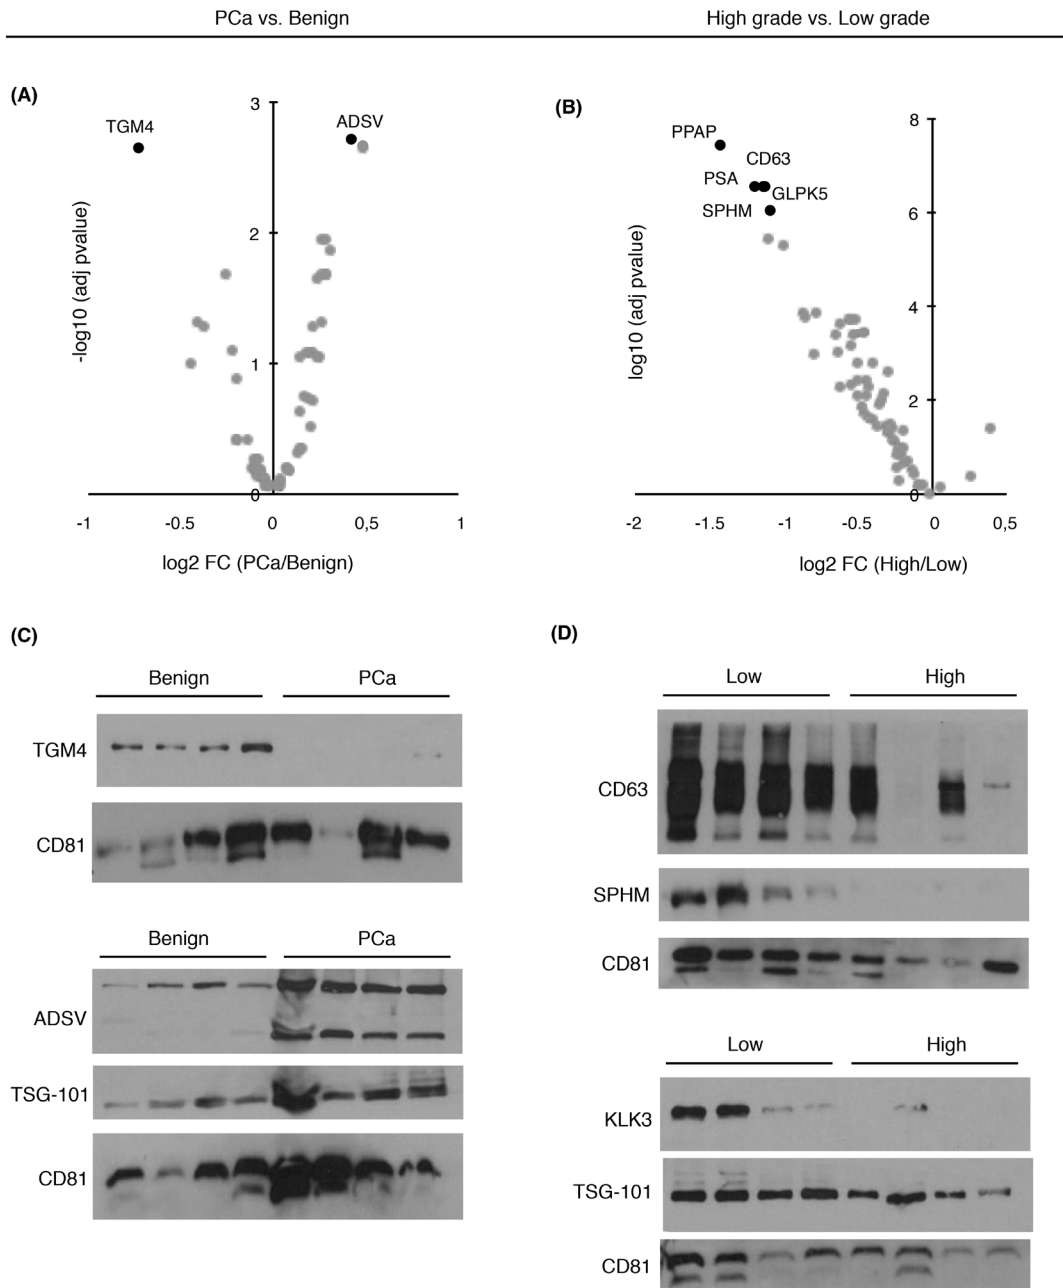 PCa vs. Benign
High grade vs. Low grade
(A)
3
TGM4
ADSV
2
1
0
-log10 (adj pvalue)
-1
-0.5
0
0,5
1
log2 FC (PCa/Benign)
(B)
8
PPAP
CD63
PSA
GLPK5
SPHM
6
4
2
0
log10 (adj pvalue)
-2
-1.5
-1
-0.5
0
0,5
log2 FC (High/Low)
(C)
Benign
PCa
TGM4
CD81
Benign
PCa
ADSV
TSG-101
CD81
(D)
Low
High
CD63
SPHM
CD81
Low
High
KLK3
TSG-101
CD81